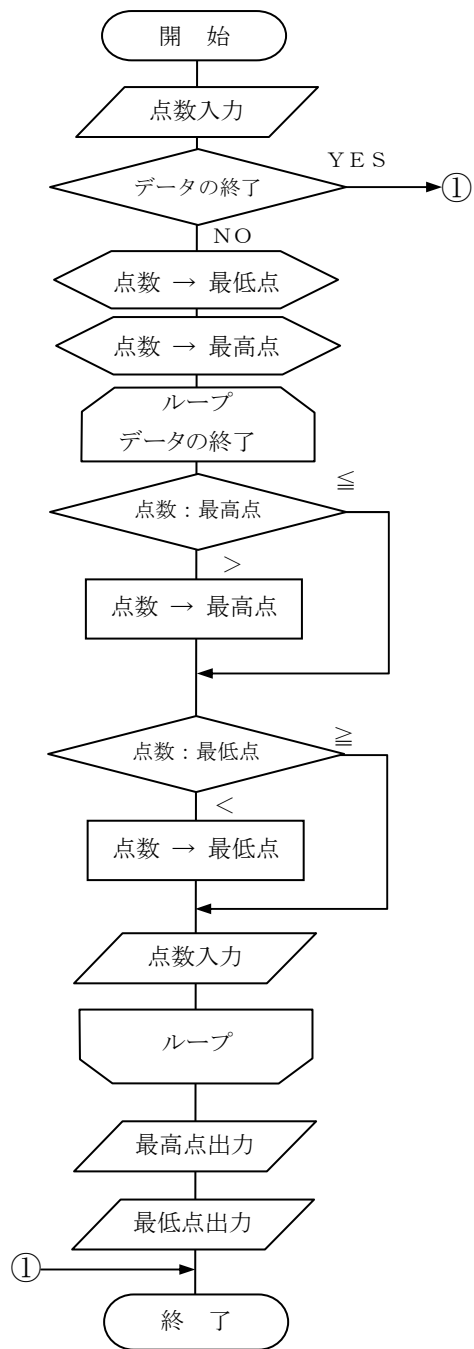 開 始
点数入力
データの終了
ＹＥＳ
①
ＮＯ
点数 → 最低点
点数 → 最高点
ループ
データの終了
点数：最高点
≦
＞
点数 → 最高点
点数：最低点
≧
＜
点数 → 最低点
点数入力
ループ
最高点出力
最低点出力
①
終 了